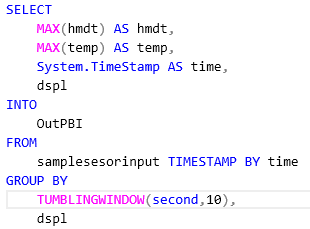 SELECT
MAX(hmdt) AS hmdt,
MAX(temp) AS temp,
System.TimeStamp AS time,
dspl
INTO
OutPBI
FROM
samplesesorinput TIMESTAMP BY time
GROUP BY
TUMBLINGWINDOW(second,10),
dspl